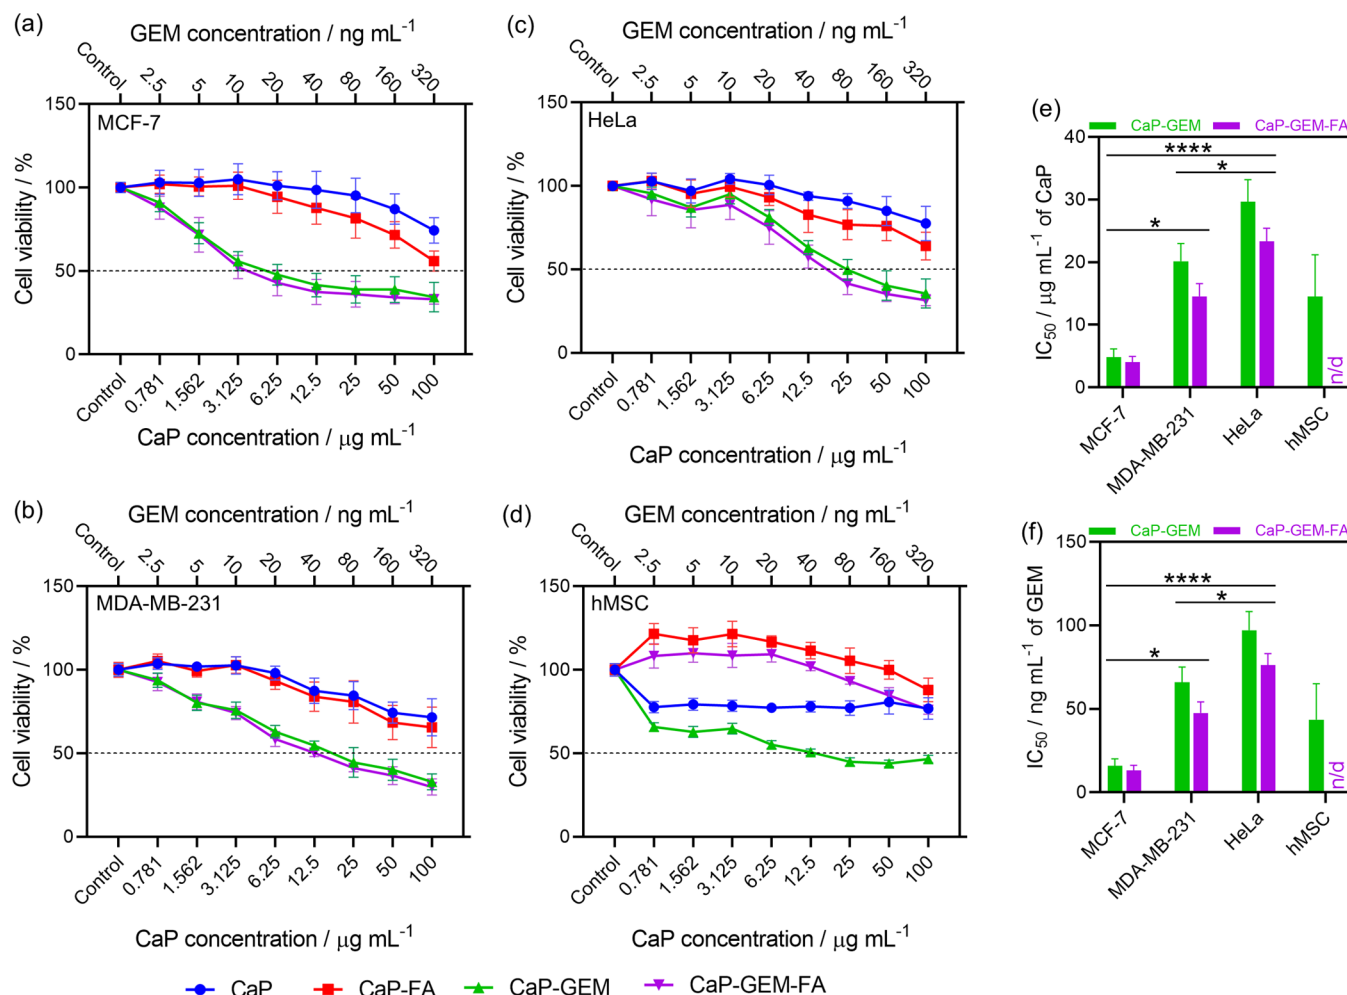 (a)
GEM concentration / ng mL⁻¹
Control 2.5 5 10 20 40 80 160 320
MCF-7
150
100
50
0
Cell viability / %
Control 0.781 1.562 3.125 6.25 12.5 25 50 100
CaP concentration / μg mL⁻¹
(c)
GEM concentration / ng mL⁻¹
Control 2.5 5 10 20 40 80 160 320
HeLa
150
100
50
0
Cell viability / %
Control 0.781 1.562 3.125 6.25 12.5 25 50 100
CaP concentration / μg mL⁻¹
(e)
CaP-GEM CaP-GEM-FA
40
30
20
10
0
IC₅₀ / μg mL⁻¹ of CaP
****
*
*
n/d
MCF-7 MDA-MB-231 HeLa hMSC
(b)
GEM concentration / ng mL⁻¹
Control 2.5 5 10 20 40 80 160 320
MDA-MB-231
150
100
50
0
Cell viability / %
Control 0.781 1.562 3.125 6.25 12.5 25 50 100
CaP concentration / μg mL⁻¹
(d)
GEM concentration / ng mL⁻¹
Control 2.5 5 10 20 40 80 160 320
hMSC
150
100
50
0
Cell viability / %
Control 0.781 1.562 3.125 6.25 12.5 25 50 100
CaP concentration / μg mL⁻¹
(f)
CaP-GEM CaP-GEM-FA
150
100
50
0
IC₅₀ / ng mL⁻¹ of GEM
****
*
*
n/d
MCF-7 MDA-MB-231 HeLa hMSC
CaP CaP-FA CaP-GEM CaP-GEM-FA